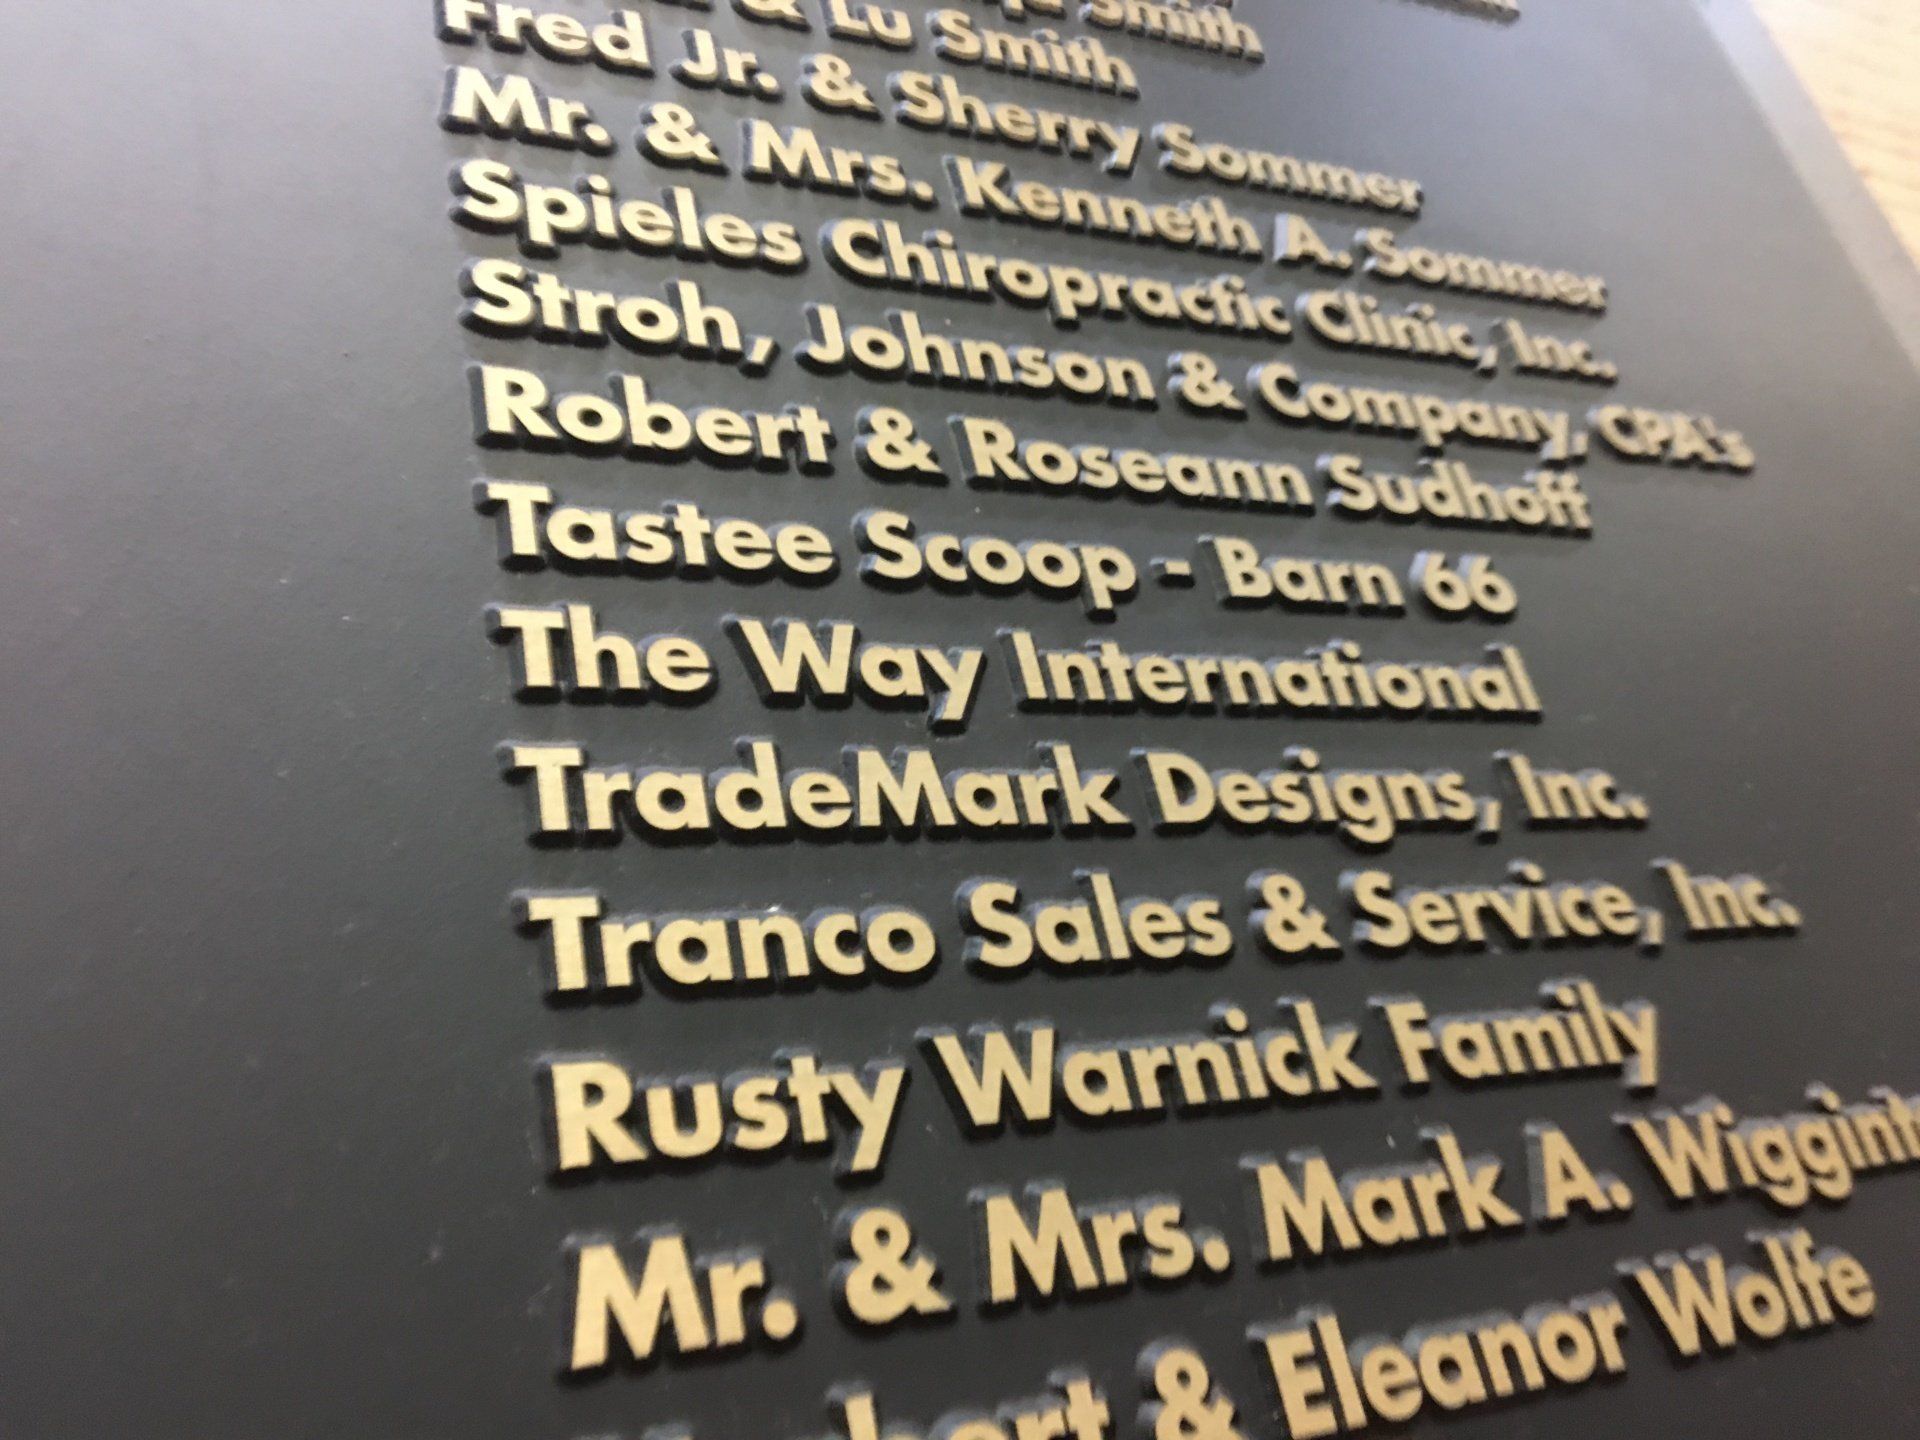 & Lu Smith
Fred Jr. & Sherry Sommer
Mr. & Mrs. Kenneth A. Sommer
Spieles Chiropractic Clinic, Inc.
Stroh, Johnson & Company, CPA's
Robert & Roseann Sudhoff
Tastee Scoop - Barn 66
The Way International
TradeMark Designs, Inc.
Tranco Sales & Service, Inc.
Rusty Warnick Family
Mr. & Mrs. Mark A.
& Eleanor Wolfe